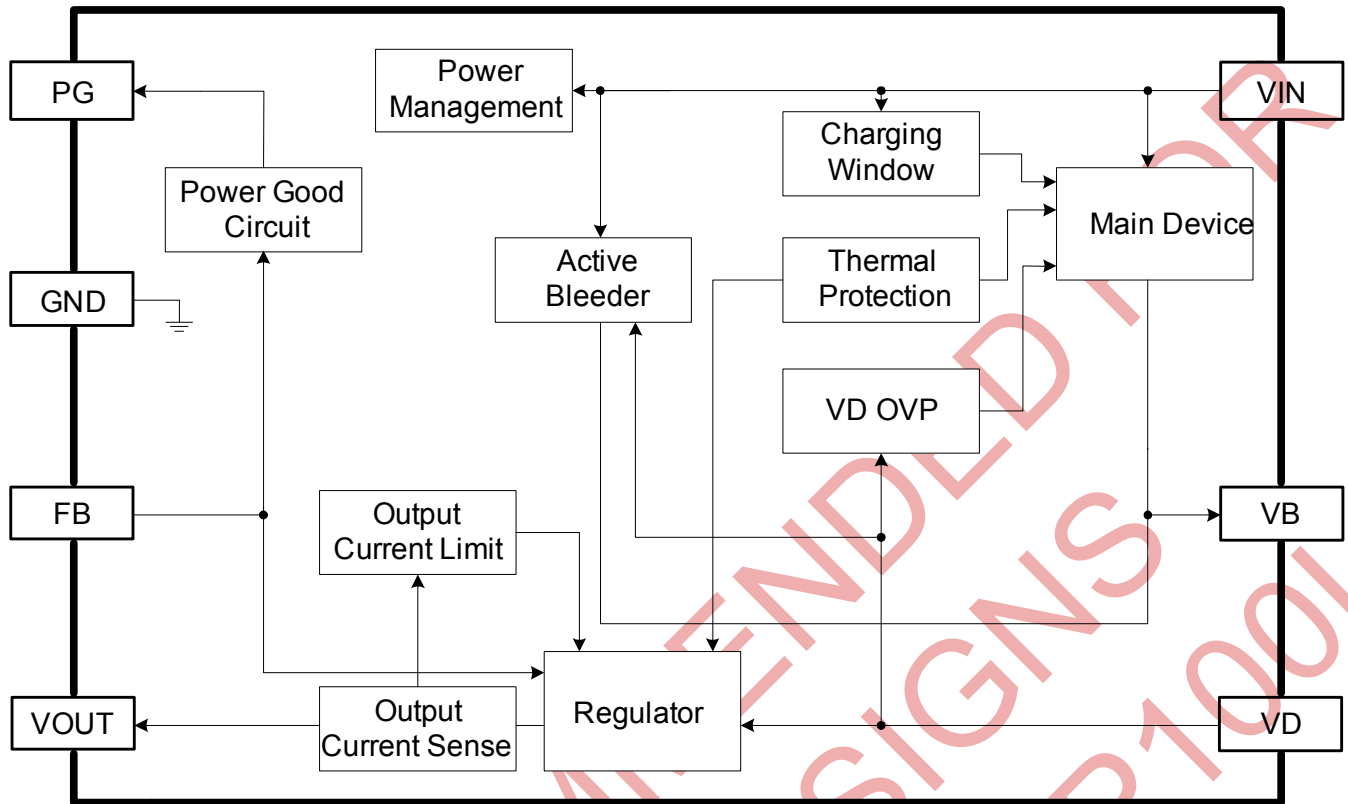 PG
Power
Management
VIN
Charging
Window
Power Good
Circuit
Main Device
Active
Bleeder
Thermal
Protection
GND
VD OVP
FB
Output
Current Limit
VB
VOUT
Output
Current Sense
Regulator
VD